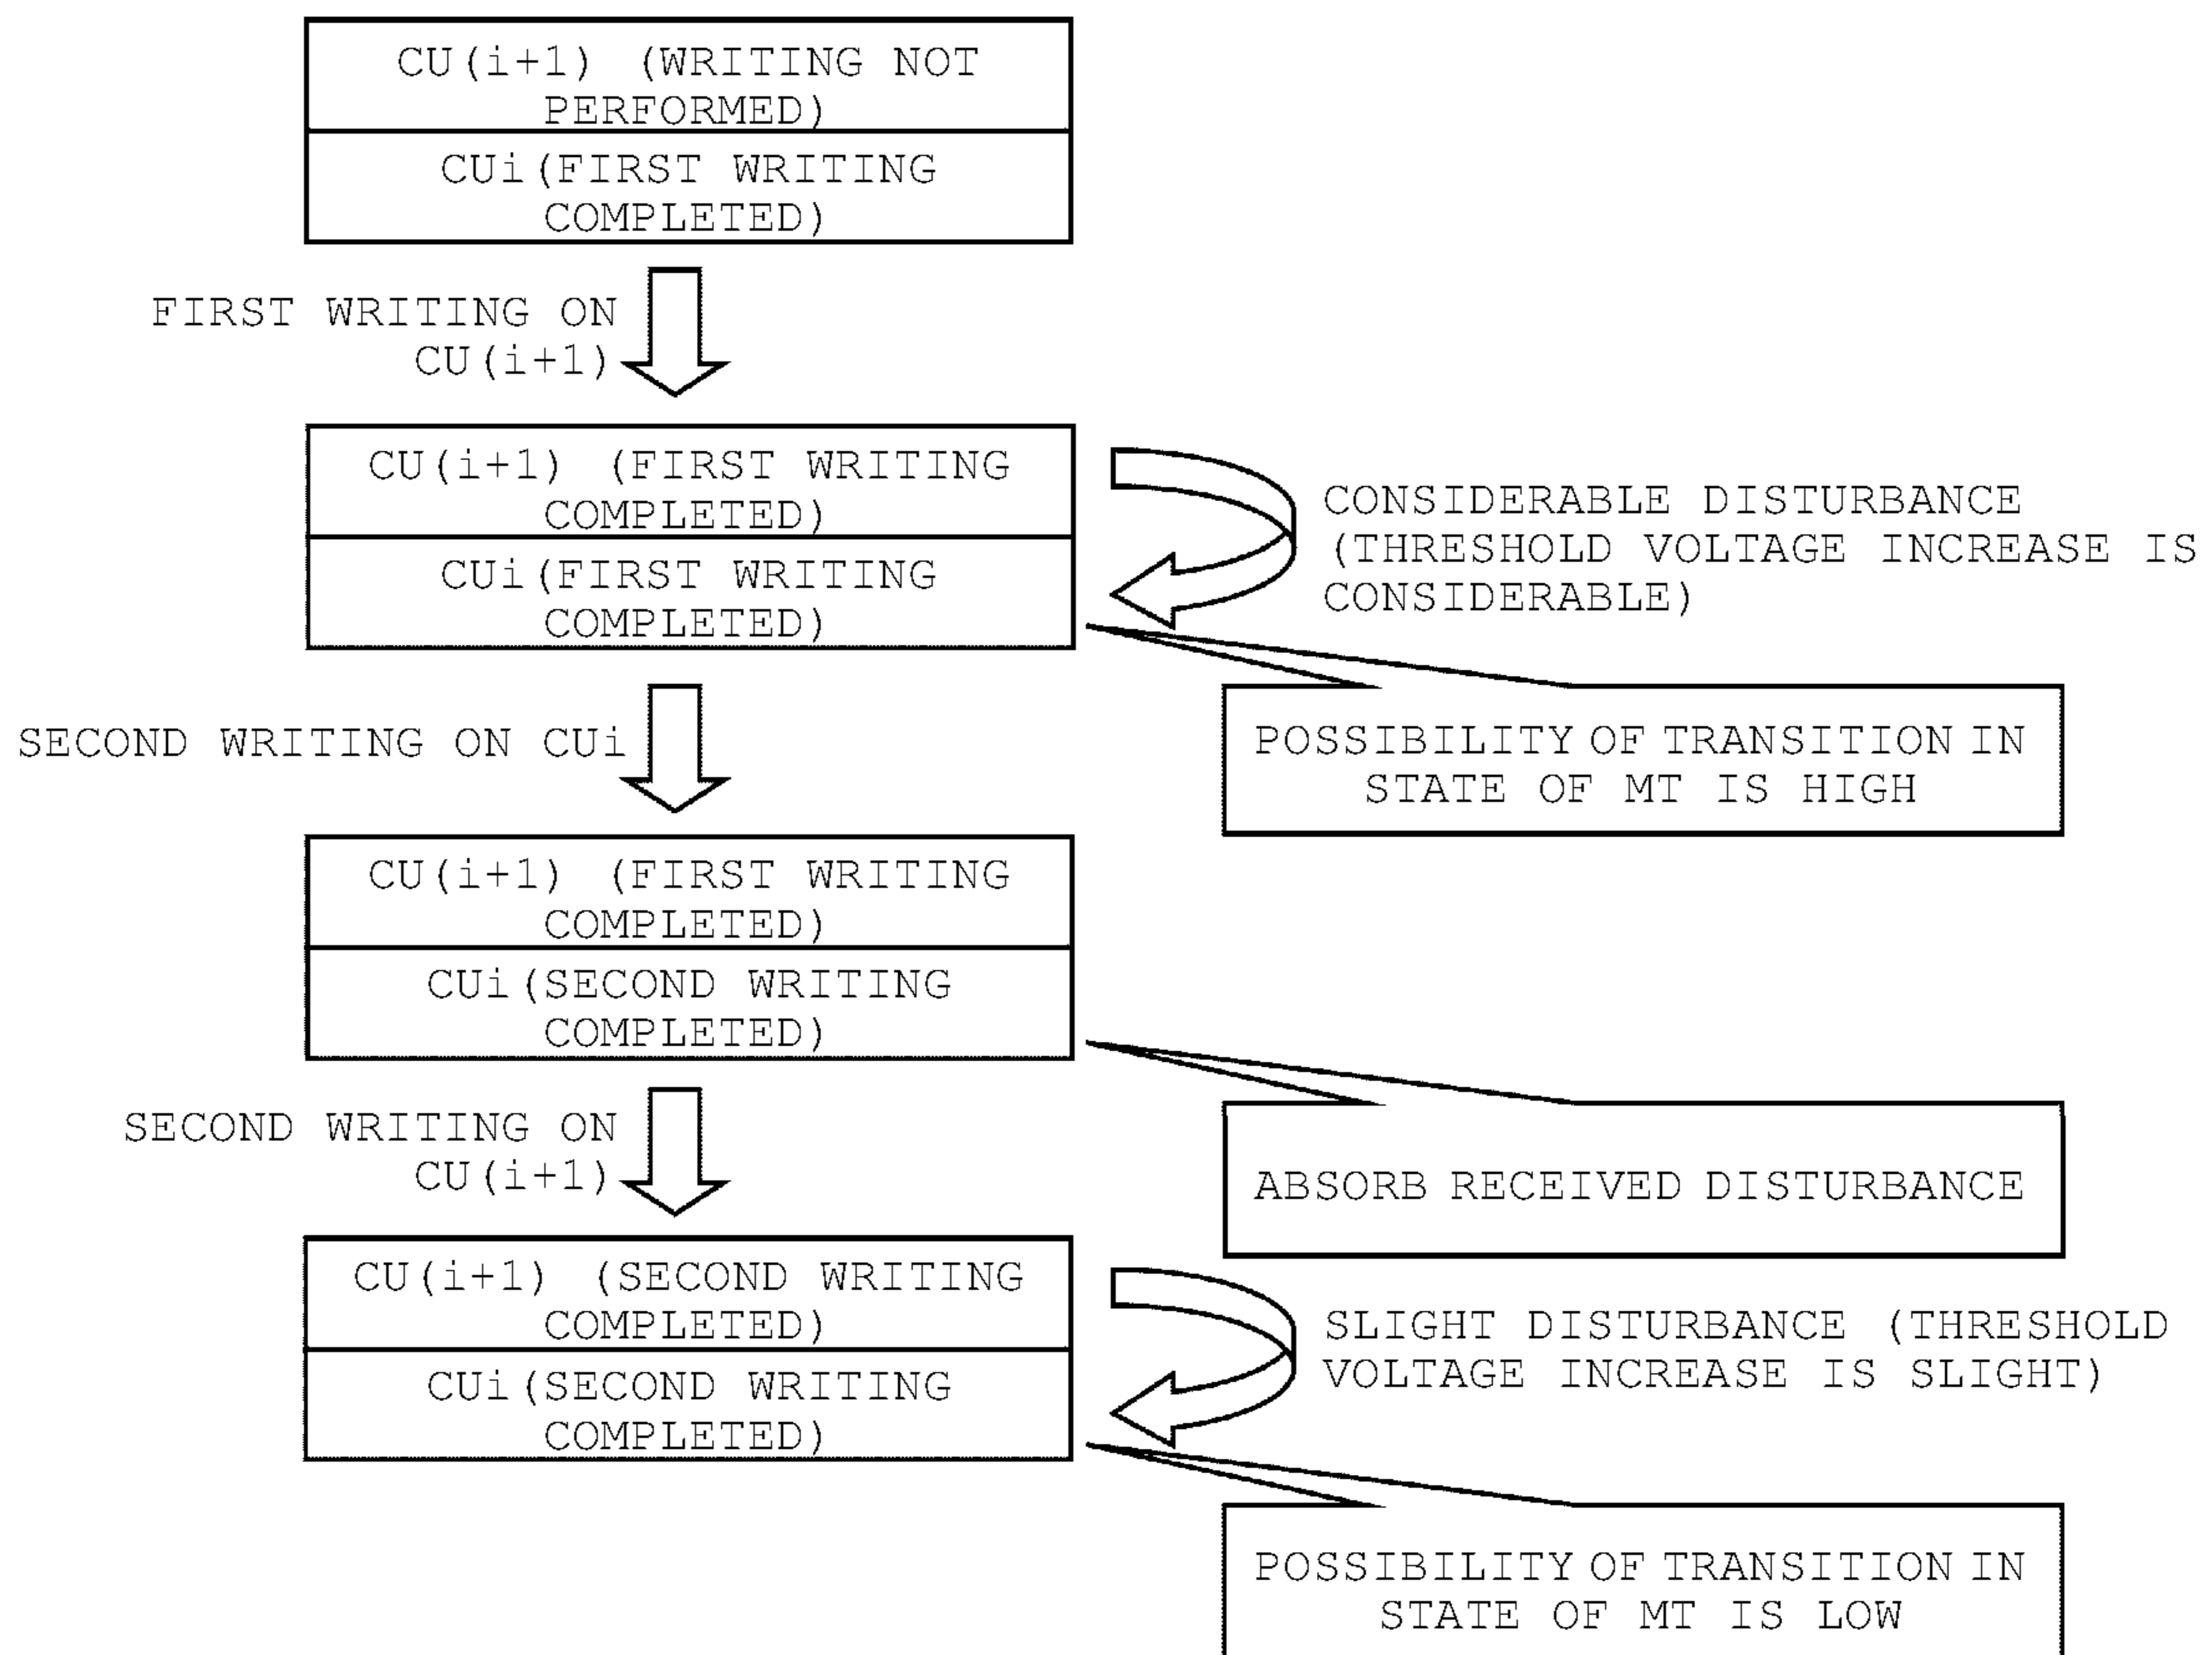 CU(i+1) (WRITING NOT
PERFORMED)
CUi(FIRST WRITING
COMPLETED)
FIRST WRITING ON
CU(i+1)
CU(i+1) (FIRST WRITING
COMPLETED)
CUi(FIRST WRITING
COMPLETED)
CONSIDERABLE DISTURBANCE
(THRESHOLD VOLTAGE INCREASE IS
CONSIDERABLE)
POSSIBILITY OF TRANSITION IN
STATE OF MT IS HIGH
SECOND WRITING ON CUi
CU(i+1) (FIRST WRITING
COMPLETED)
CUi(SECOND WRITING
COMPLETED)
ABSORB RECEIVED DISTURBANCE
SECOND WRITING ON
CU(i+1)
CU(i+1) (SECOND WRITING
COMPLETED)
CUi(SECOND WRITING
COMPLETED)
SLIGHT DISTURBANCE (THRESHOLD
VOLTAGE INCREASE IS SLIGHT)
POSSIBILITY OF TRANSITION IN
STATE OF MT IS LOW